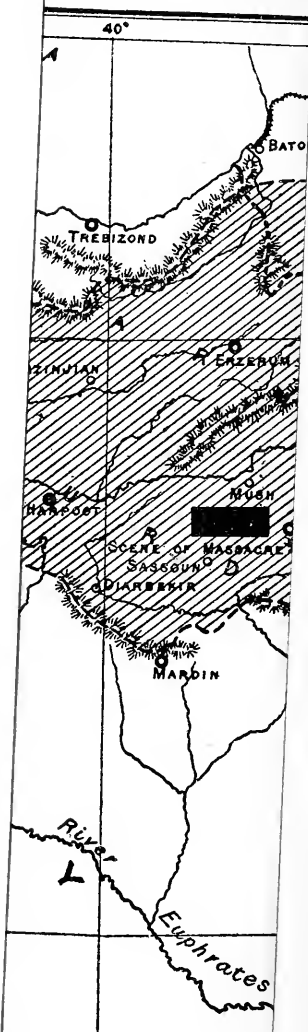 40°
A
BATO
TREBIZOND
A
R
ERZERUM
ZINJIAN
MUSH
U
HARPOOT
R
SCENE OF MASSACRE
SASSOUN
D
DIARBEKIR
MARDIN
River
L
Euphrates